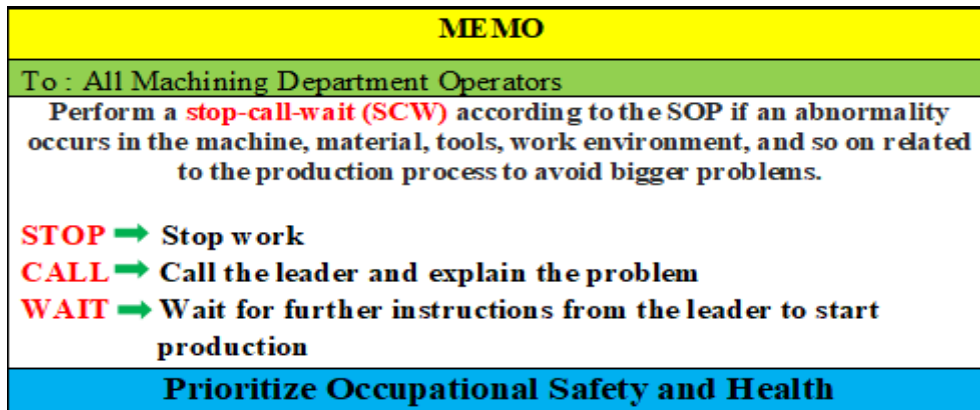 MEMO
To : All Machining Department Operators
Perform a stop-call-wait (SCW) according to the SOP if an abnormality
occurs in the machine, material, tools, work environment, and so on related
to the production process to avoid bigger problems.
STOP ➡ Stop work
CALL ➡ Call the leader and explain the problem
WAIT ➡ Wait for further instructions from the leader to start
production
Prioritize Occupational Safety and Health